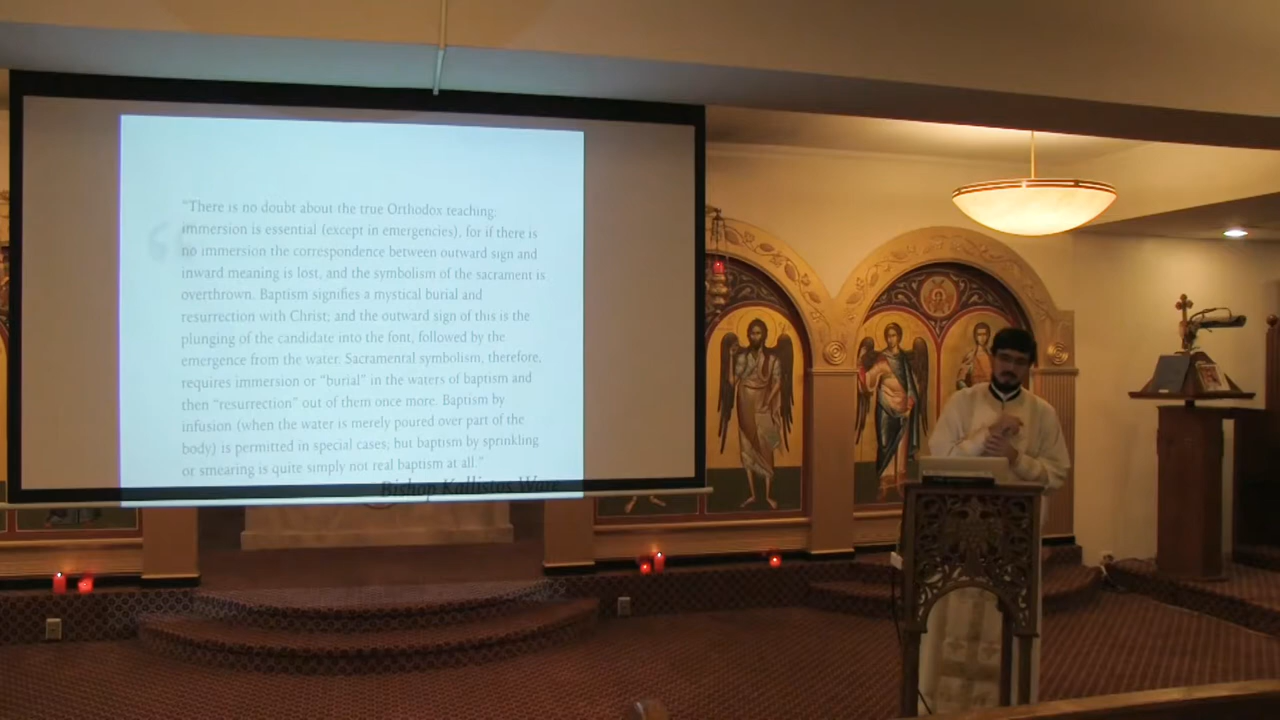 "There is no doubt about the true Orthodox teaching:
immersion is essential (except in emergencies), for if there is
no immersion the correspondence between outward sign and
inward meaning is lost, and the symbolism of the sacrament is
overthrown. Baptism signifies a mystical burial and
resurrection with Christ; and the outward sign of this is the
plunging of the candidate into the font, followed by the
emergence from the water. Sacramental symbolism, therefore,
requires immersion or "burial" in the waters of baptism and
then "resurrection" out of them once more. Baptism by
infusion (when the water is merely poured over part of the
body) is permitted in special cases; but baptism by sprinkling
or smearing is quite simply not real baptism at all."
Bishop Kallistos Ware